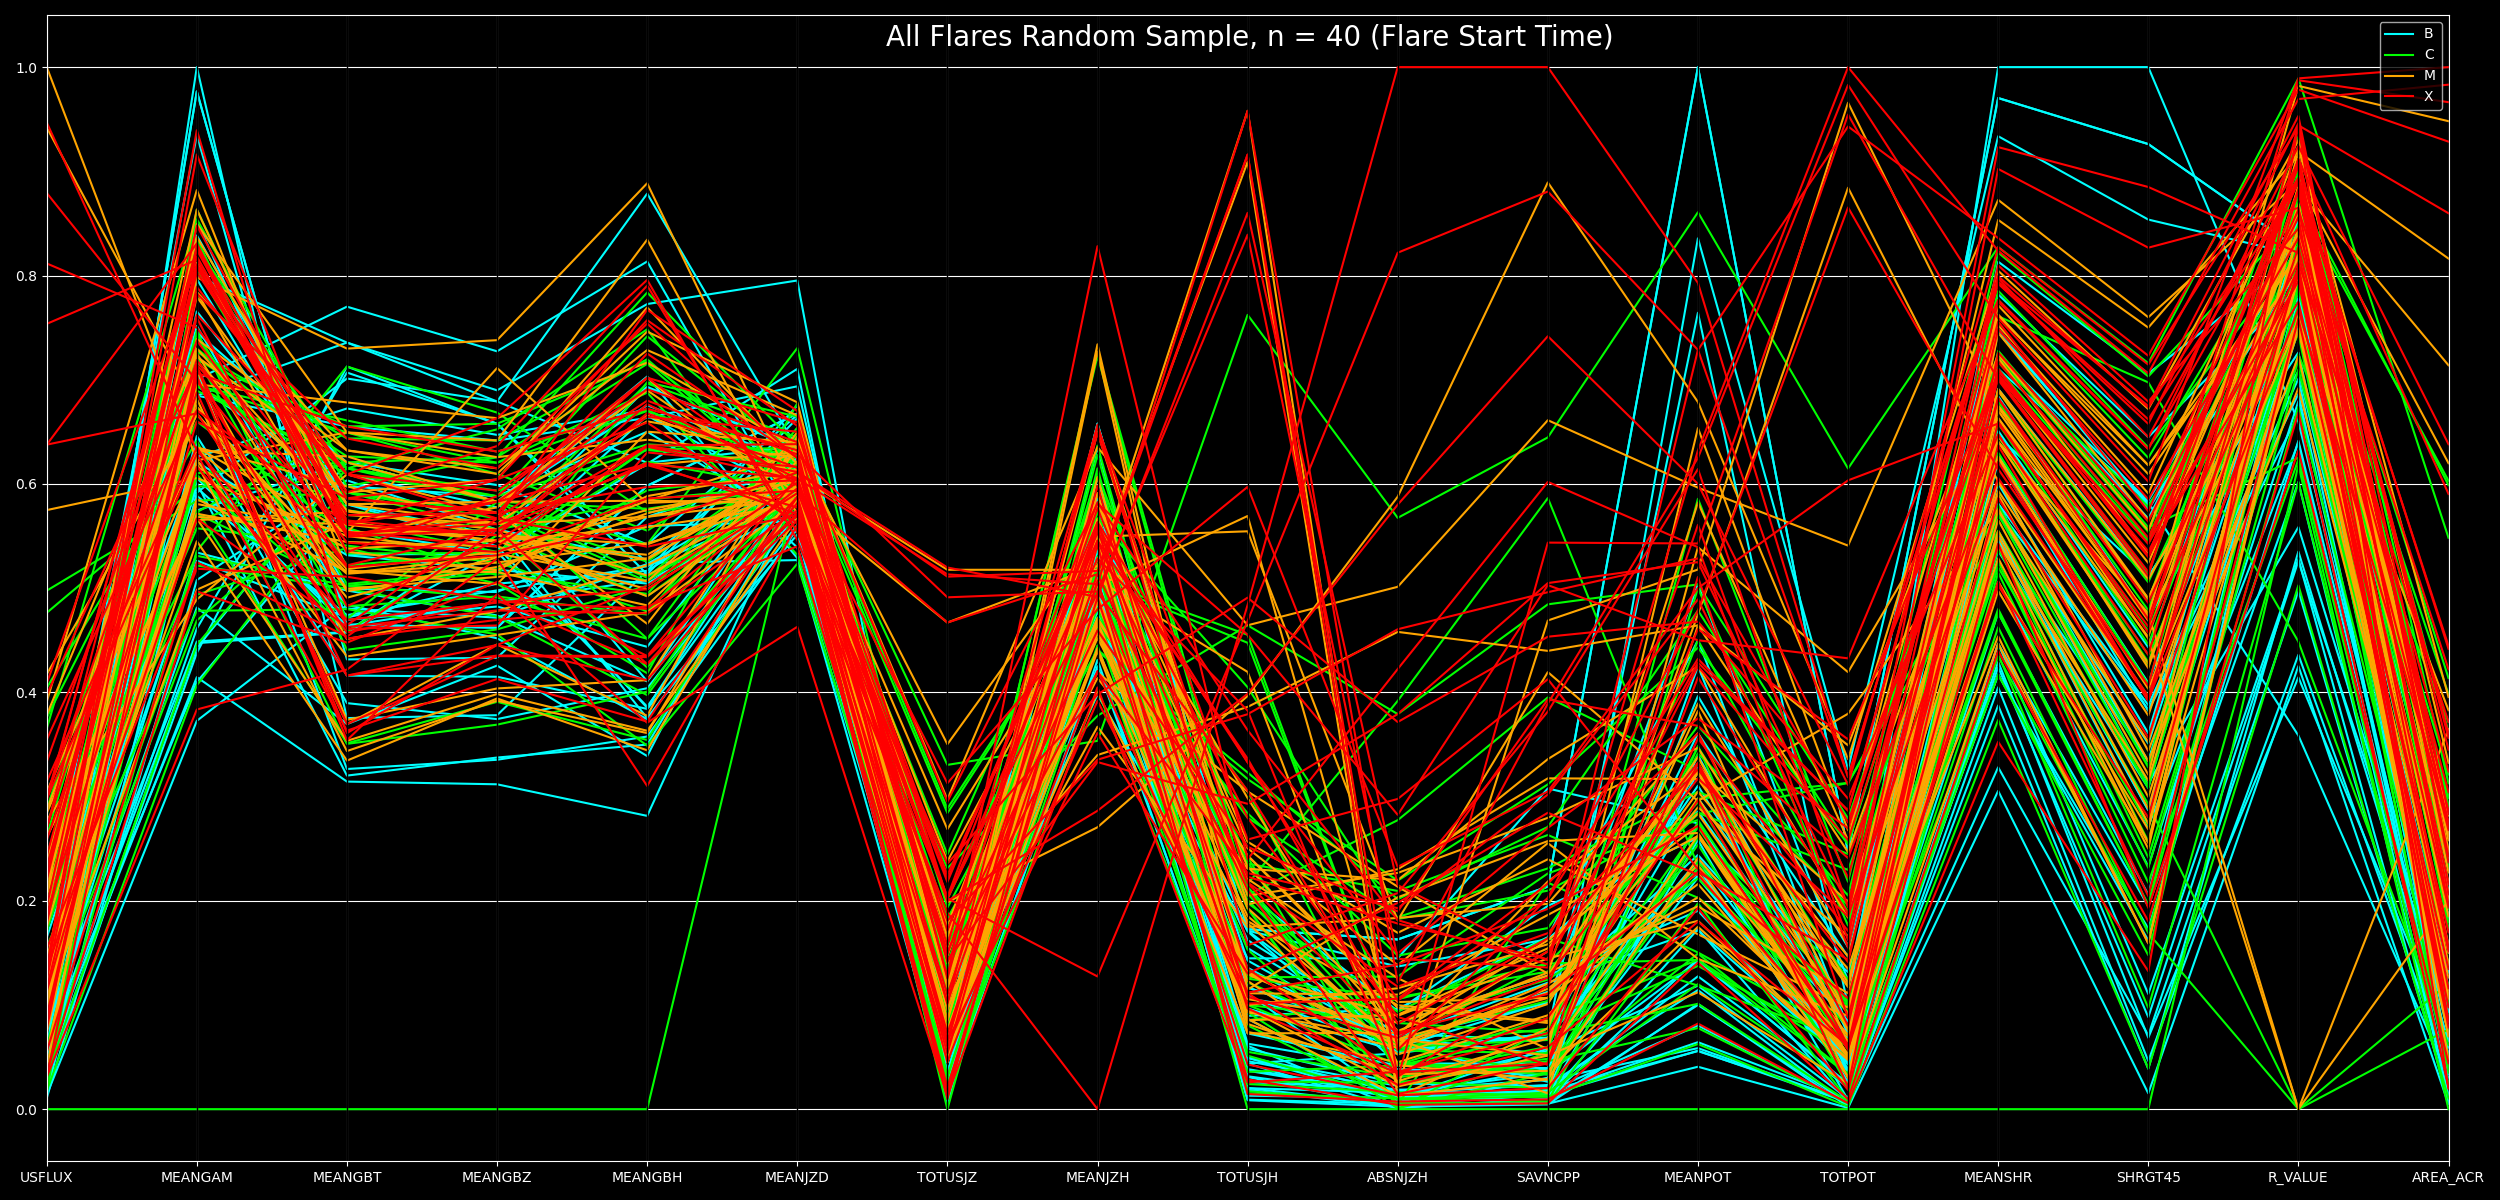 All Flares Random Sample, n = 40 (Flare Start Time)
B
C
M
X
1.0
0.8
0.6
0.4
0.2
0.0
USFLUX MEANGAM MEANGBT MEANGBZ MEANGBH MEANJZD TOTUSJZ MEANJZH TOTUSJH ABSNJZH SAVNCPP MEANPOT TOTPOT MEANSHR SHRGT45 R_VALUE AREA_ACR